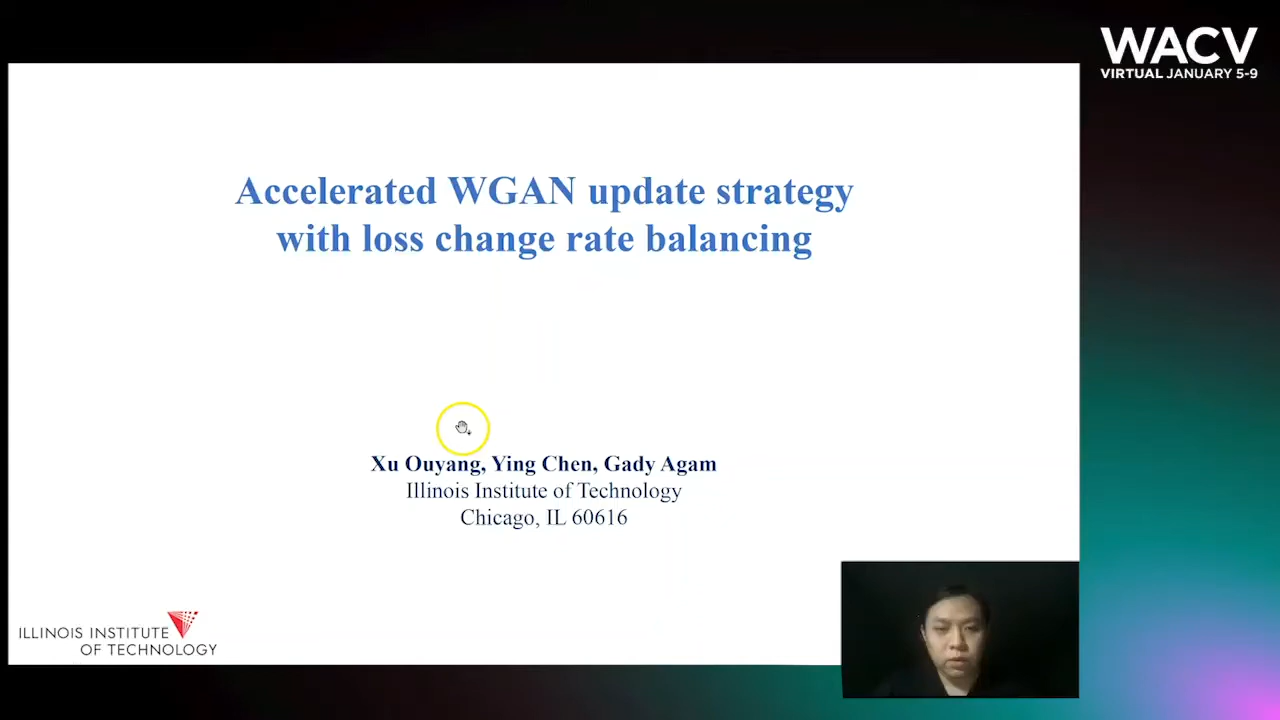 WACV
VIRTUAL JANUARY 5-9
Accelerated WGAN update strategy
with loss change rate balancing
Xu Ouyang, Ying Chen, Gady Agam
Illinois Institute of Technology
Chicago, IL 60616
ILLINOIS INSTITUTE
OF TECHNOLOGY